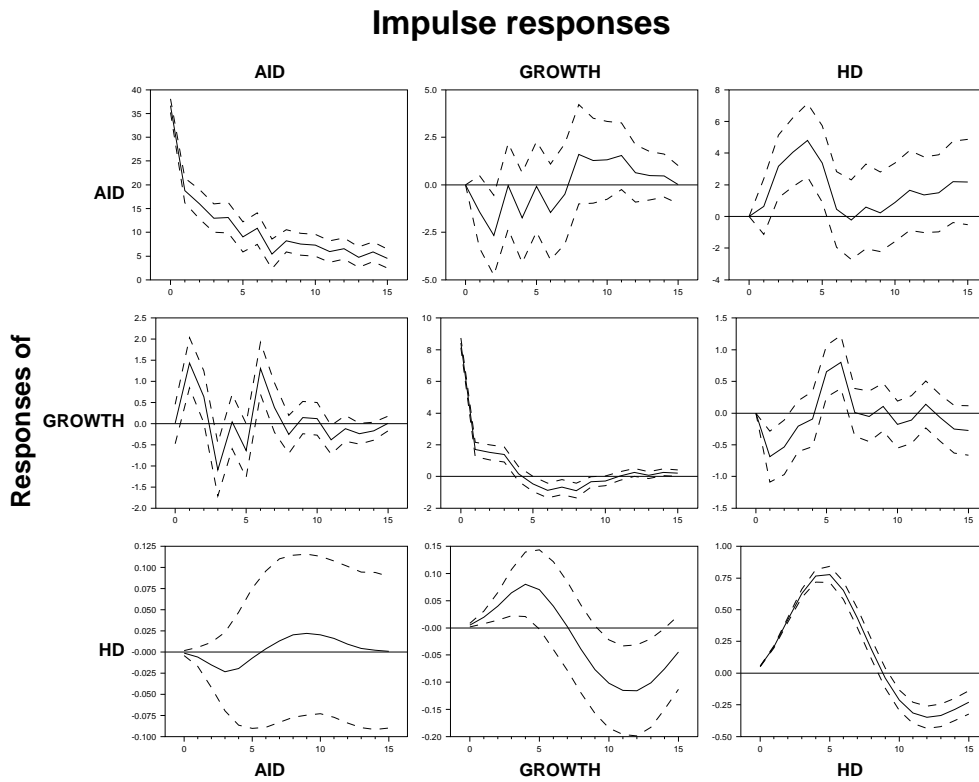 Impulse responses
AID GROWTH HD
Responses of
AID
40 35 30 25 20 15 10 5 0
0 5 10 15
5.0 2.5 0.0 -2.5 -5.0
0 5 10 15
8 6 4 2 0 -2 -4
0 5 10 15
GROWTH
2.5 2.0 1.5 1.0 0.5 0.0 -0.5 -1.0 -1.5 -2.0
0 5 10 15
10 8 6 4 2 0 -2
0 5 10 15
1.5 1.0 0.5 0.0 -0.5 -1.0 -1.5
0 5 10 15
HD
0.125 0.100 0.075 0.050 0.025 -0.000 -0.025 -0.050 -0.075 -0.100
0 5 10 15
0.15 0.10 0.05 -0.00 -0.05 -0.10 -0.15 -0.20
0 5 10 15
1.00 0.75 0.50 0.25 0.00 -0.25 -0.50
0 5 10 15
AID GROWTH HD